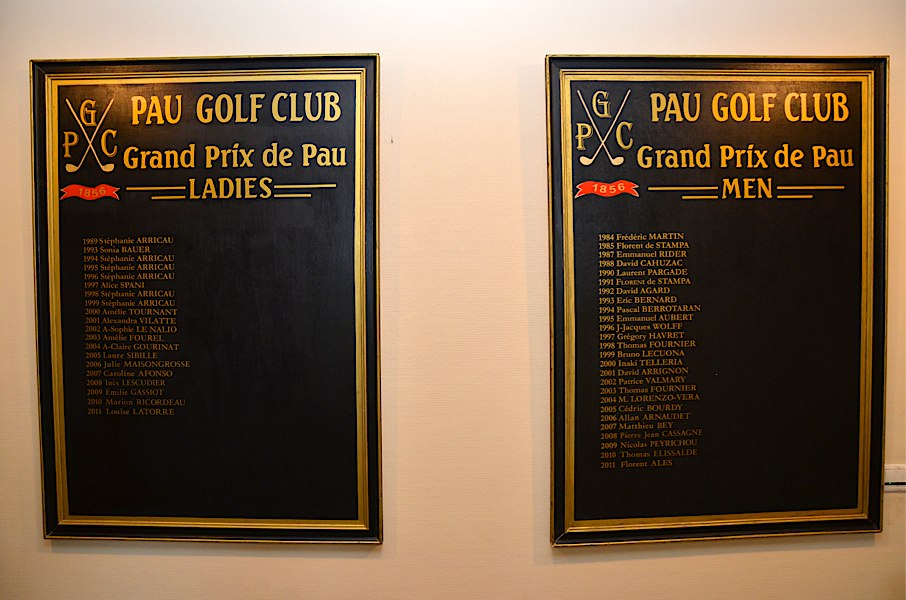 G
P C
PAU GOLF CLUB
Grand Prix de Pau
1856
LADIES
1989 Stéphanie ARRICAU
1993 Sonia BAUER
1994 Stéphanie ARRICAU
1995 Stéphanie ARRICAU
1996 Stéphanie ARRICAU
1997 Alice SPANI
1998 Stéphanie ARRICAU
1999 Stéphanie ARRICAU
2000 Amélie TOURNANT
2001 Alexandra VILATTE
2002 A-Sophie LE NALIO
2003 Amélie FOUREL
2004 A-Claire GOURINAT
2005 Laure SIBILLE
2006 Julie MAISONGROSSE
2007 Caroline AFONSO
2008 Inès LESCUDIER
2009 Emilie GASSIOT
2010 Marion RICORDEAU
2011 Louise LATORRE
G
P C
PAU GOLF CLUB
Grand Prix de Pau
1856
MEN
1984 Frédéric MARTIN
1985 Florent de STAMPA
1987 Emmanuel RIDER
1988 David CAHUZAC
1990 Laurent PARGADE
1991 FLORENT de STAMPA
1992 David AGARD
1993 Eric BERNARD
1994 Pascal BERROTARAN
1995 Emmanuel AUBERT
1996 J-Jacques WOLFF
1997 Grégory HAVRET
1998 Thomas FOURNIER
1999 Bruno LECUONA
2000 Inaki TELLERIA
2001 David ARRIGNON
2002 Patrice VALMARY
2003 Thomas FOURNIER
2004 M. LORENZO-VERA
2005 Cédric BOURDY
2006 Allan ARNAUDET
2007 Matthieu BEY
2008 Pierre Jean CASSAGNE
2009 Nicolas PEYRICHOU
2010 Thomas ELISSALDE
2011 Florent ALES